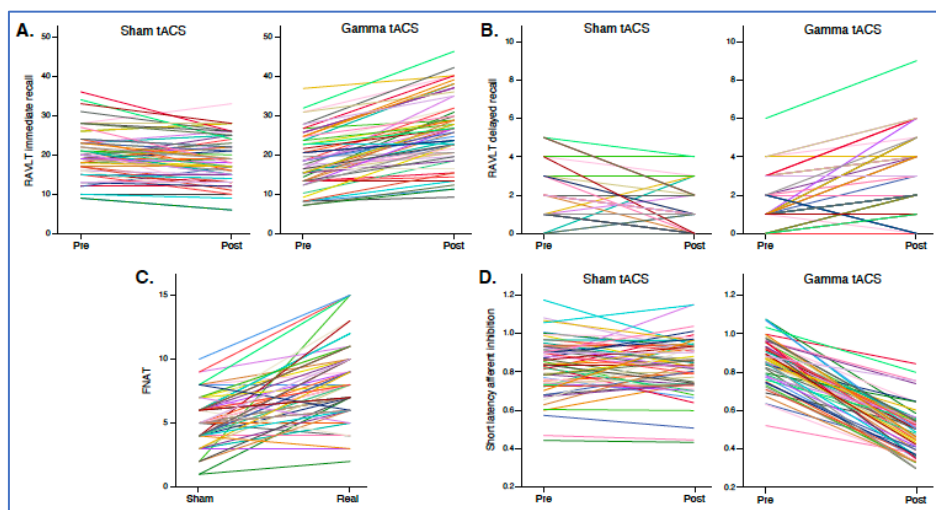 A.
Sham tACS
Gamma tACS
RAVLT immediate recall
50
40
30
20
10
0
Pre
Post
50
40
30
20
10
0
Pre
Post
B.
Sham tACS
Gamma tACS
RAVLT delayed recall
10
8
6
4
2
0
Pre
Post
10
8
6
4
2
0
Pre
Post
C.
FNAT
15
10
5
0
Sham
Real
D.
Sham tACS
Gamma tACS
Short latency afferent inhibition
1.2
1.0
0.8
0.6
0.4
0.2
Pre
Post
1.2
1.0
0.8
0.6
0.4
0.2
Pre
Post